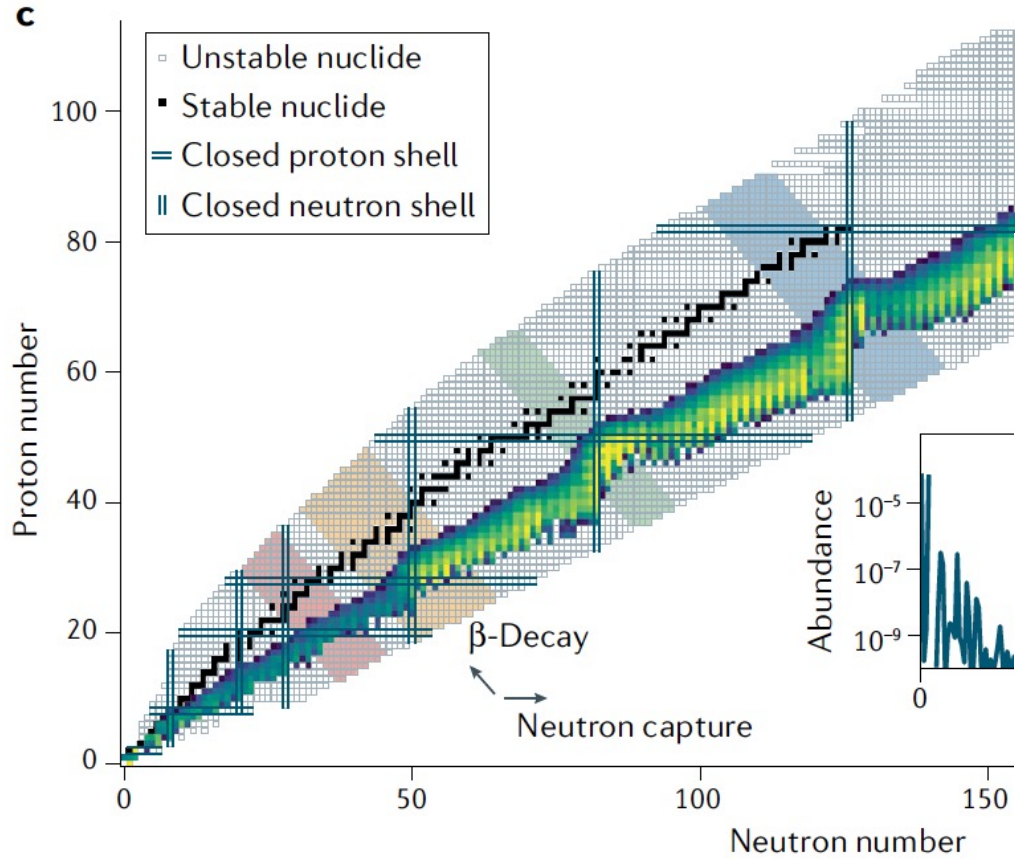 c
Unstable nuclide
Stable nuclide
Closed proton shell
Closed neutron shell
100
80
60
40
20
0
Proton number
0
50
100
150
Neutron number
β-Decay
Neutron capture
Abundance
10⁻⁵
10⁻⁷
10⁻⁹
0